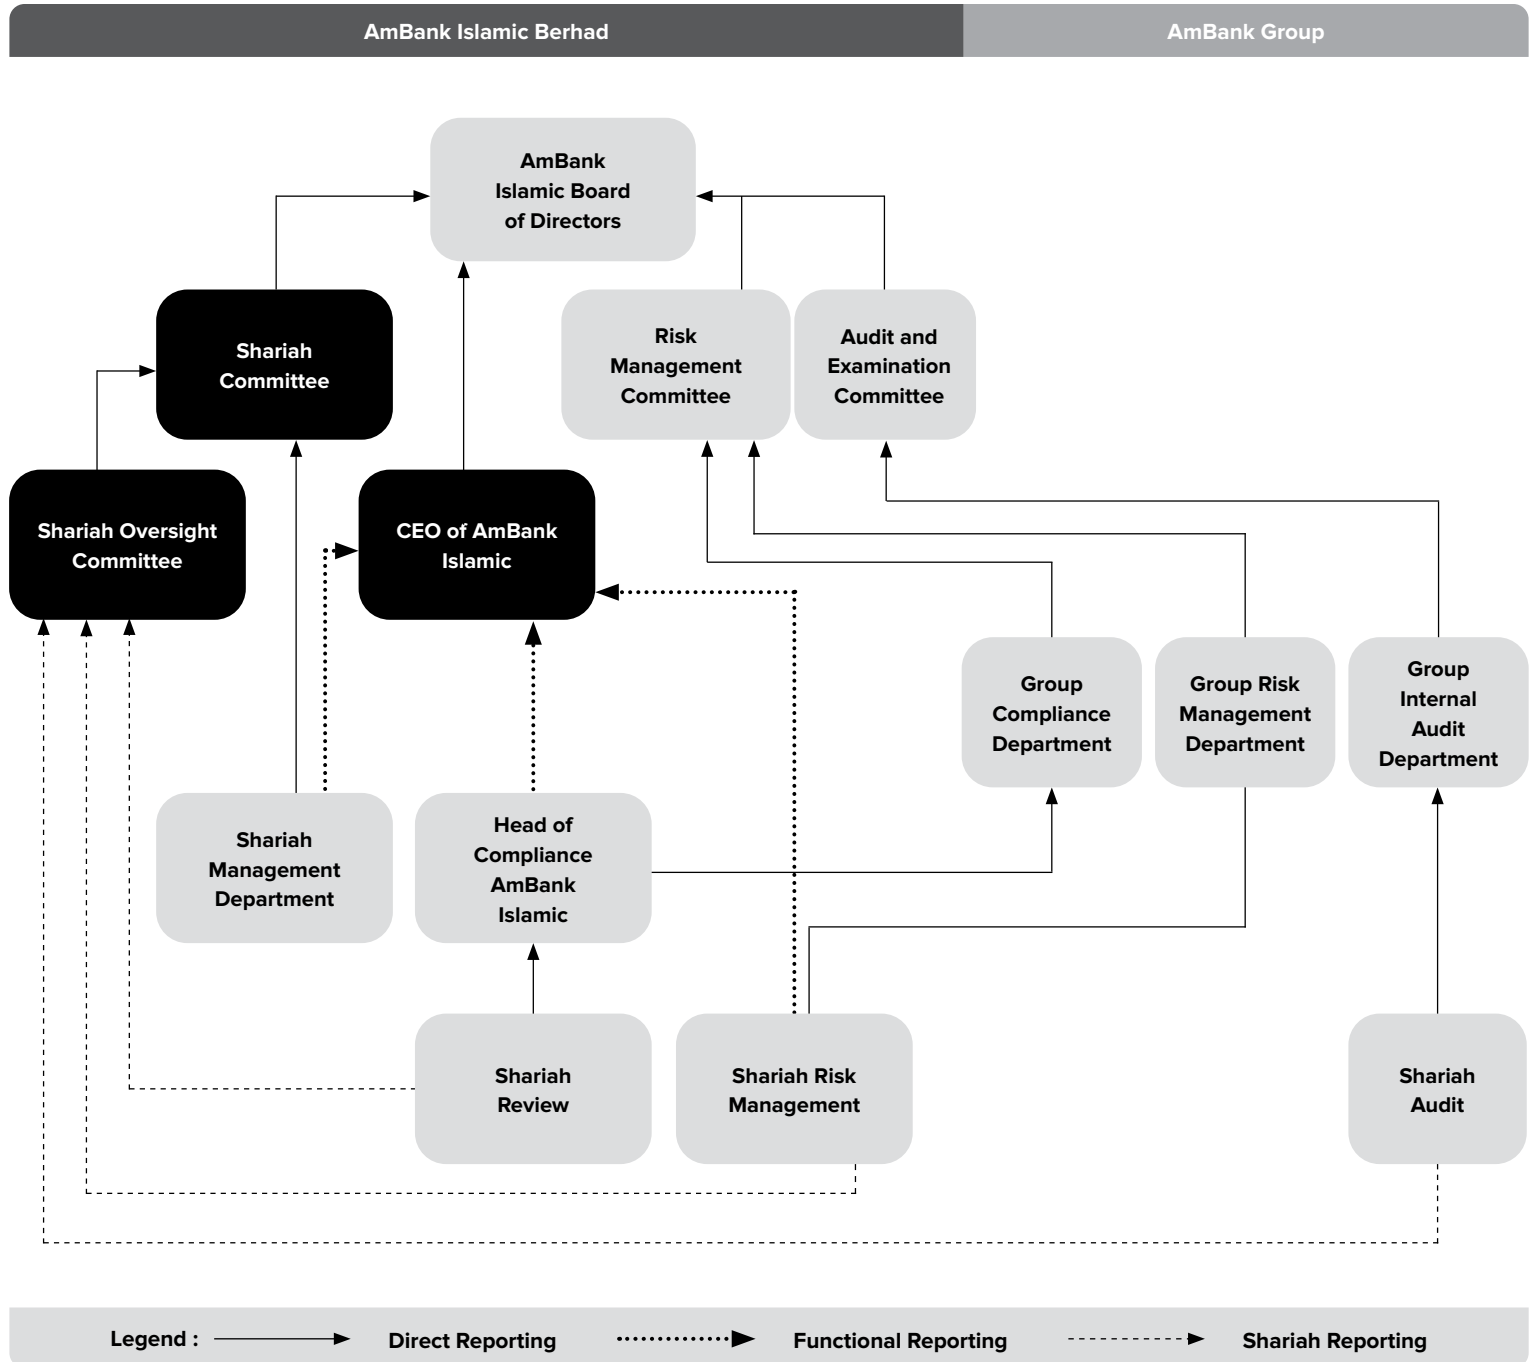 AmBank Islamic Berhad
AmBank Group
AmBank
Islamic Board
of Directors
Shariah
Committee
Risk
Management
Committee
Audit and
Examination
Committee
Shariah Oversight
Committee
CEO of AmBank
Islamic
Group
Compliance
Department
Group Risk
Management
Department
Group
Internal
Audit
Department
Shariah
Management
Department
Head of
Compliance
AmBank
Islamic
Shariah
Review
Shariah Risk
Management
Shariah
Audit
Legend :
Direct Reporting
Functional Reporting
Shariah Reporting